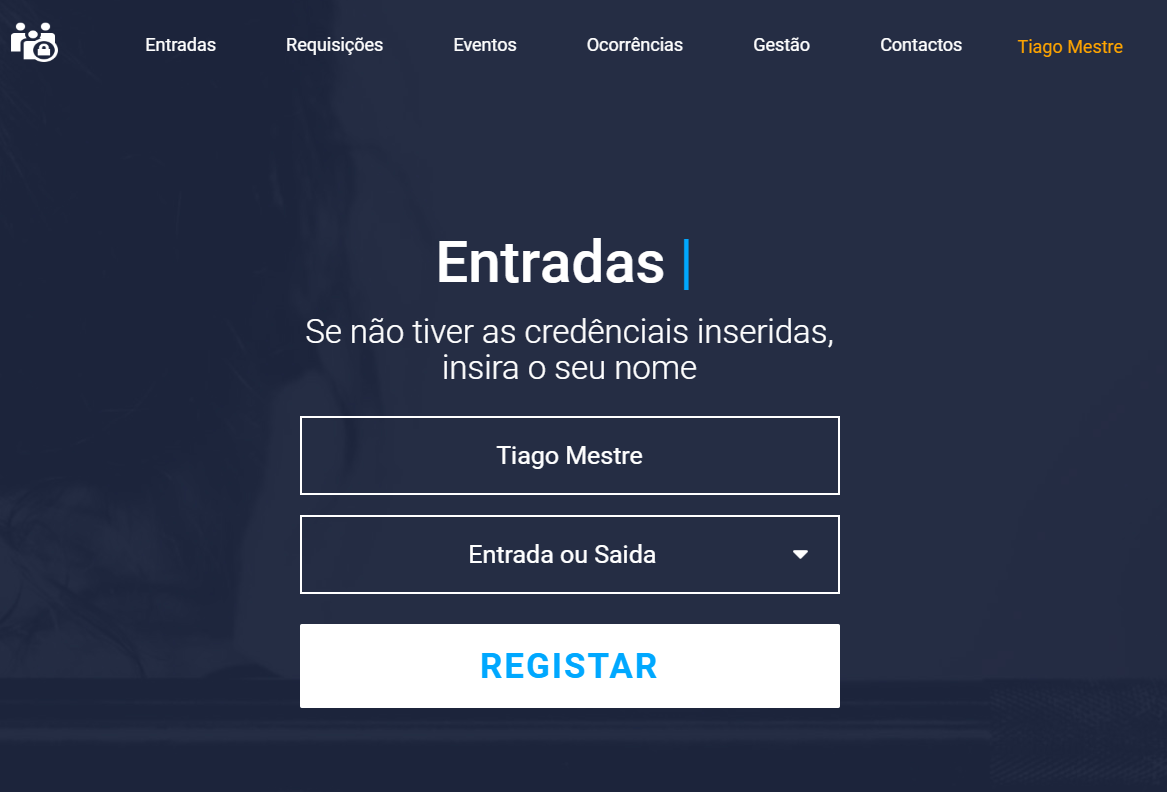 Entradas
Requisições
Eventos
Ocorrências
Gestão
Contactos
Tiago Mestre
Entradas |
Se não tiver as credênciais inseridas,
insira o seu nome
Tiago Mestre
Entrada ou Saida
REGISTAR